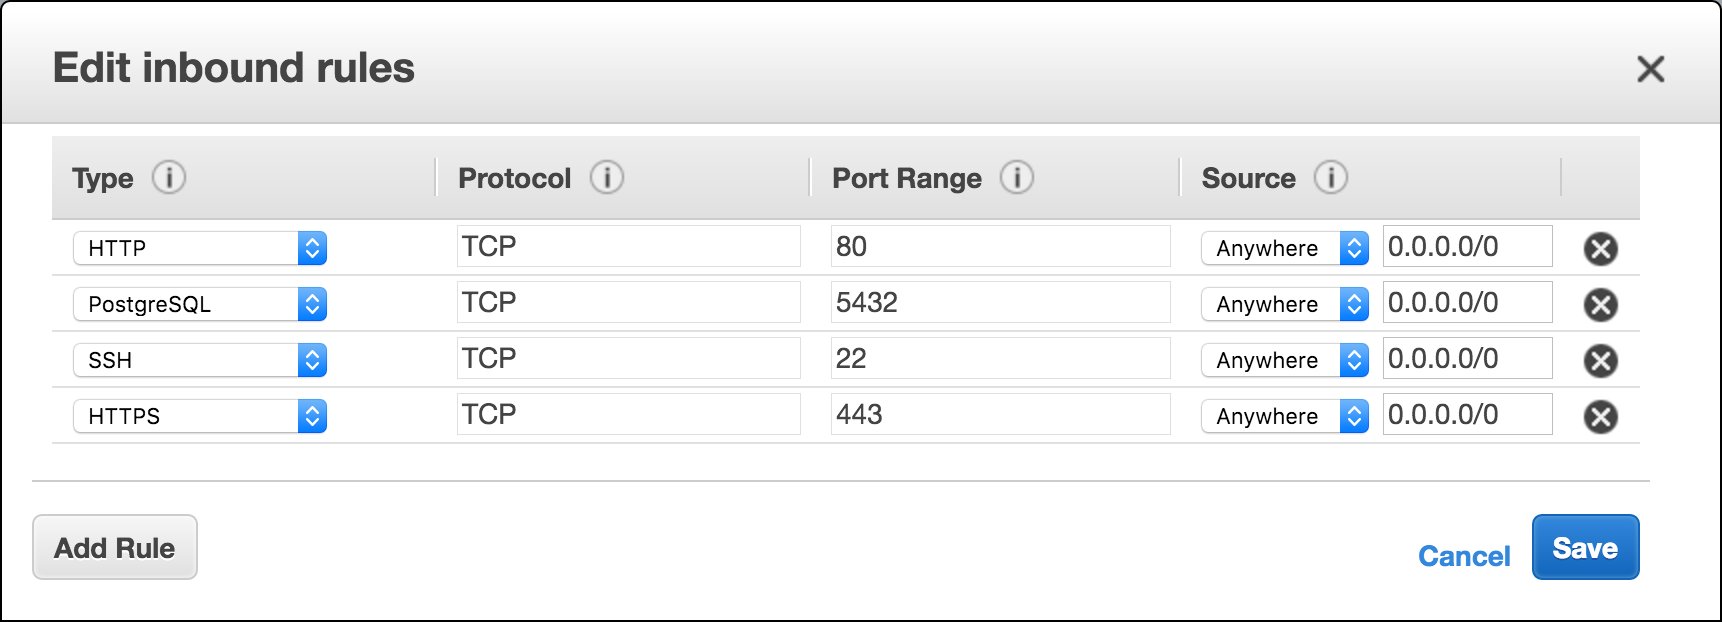 Edit inbound rules
Type Protocol Port Range Source
HTTP TCP 80 Anywhere 0.0.0.0/0
PostgreSQL TCP 5432 Anywhere 0.0.0.0/0
SSH TCP 22 Anywhere 0.0.0.0/0
HTTPS TCP 443 Anywhere 0.0.0.0/0
Add Rule Cancel Save